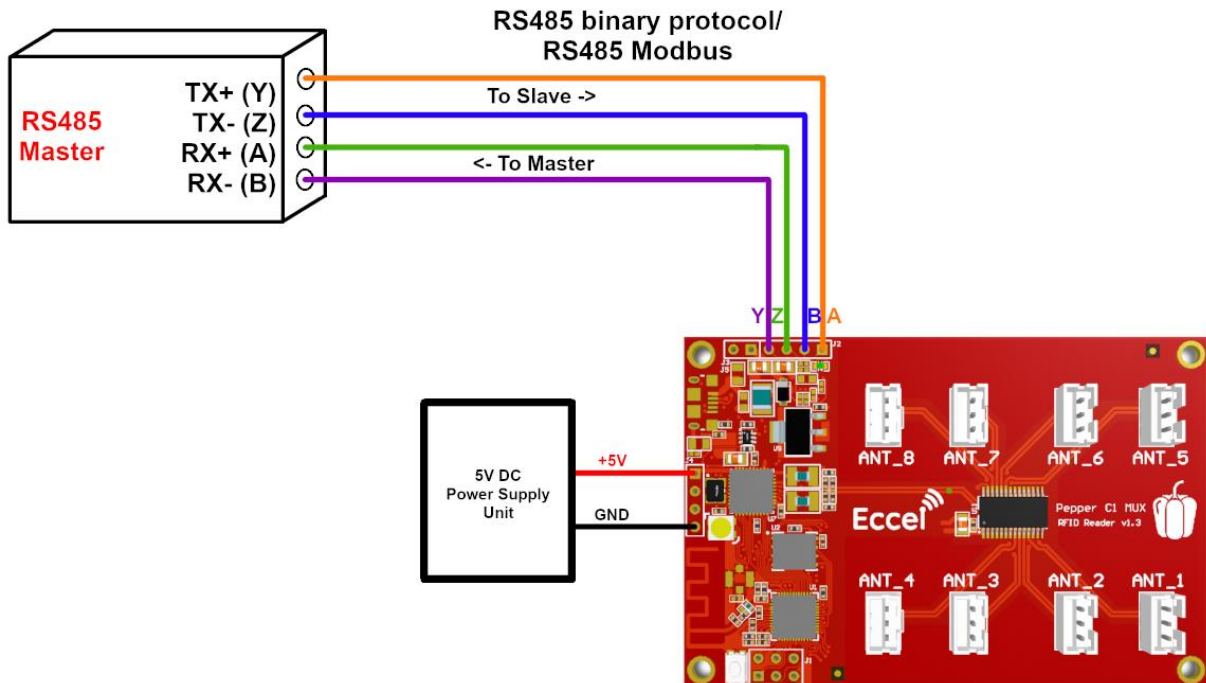 RS485 binary protocol/
RS485 Modbus
TX+ (Y)
TX- (Z)
RX+ (A)
RX- (B)
RS485
Master
To Slave ->
<- To Master
Y Z B A
J2
5V DC
Power Supply
Unit
+5V
GND
ANT_8 ANT_7 ANT_6 ANT_5
Eccel
Pepper C1 MUX
RFID Reader v1.3
ANT_4 ANT_3 ANT_2 ANT_1
J1